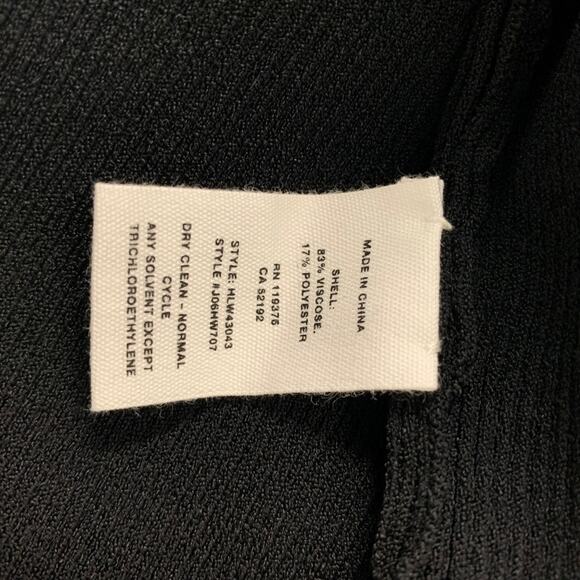 MADE IN CHINA
SHELL:
83% VISCOSE.
17% POLYESTER
RN 119375
CA 52192
STYLE: HLW43043
STYLE #J06HW707
DRY CLEAN - NORMAL
CYCLE
ANY SOLVENT EXCEPT
TRICHLOROETHYLENE